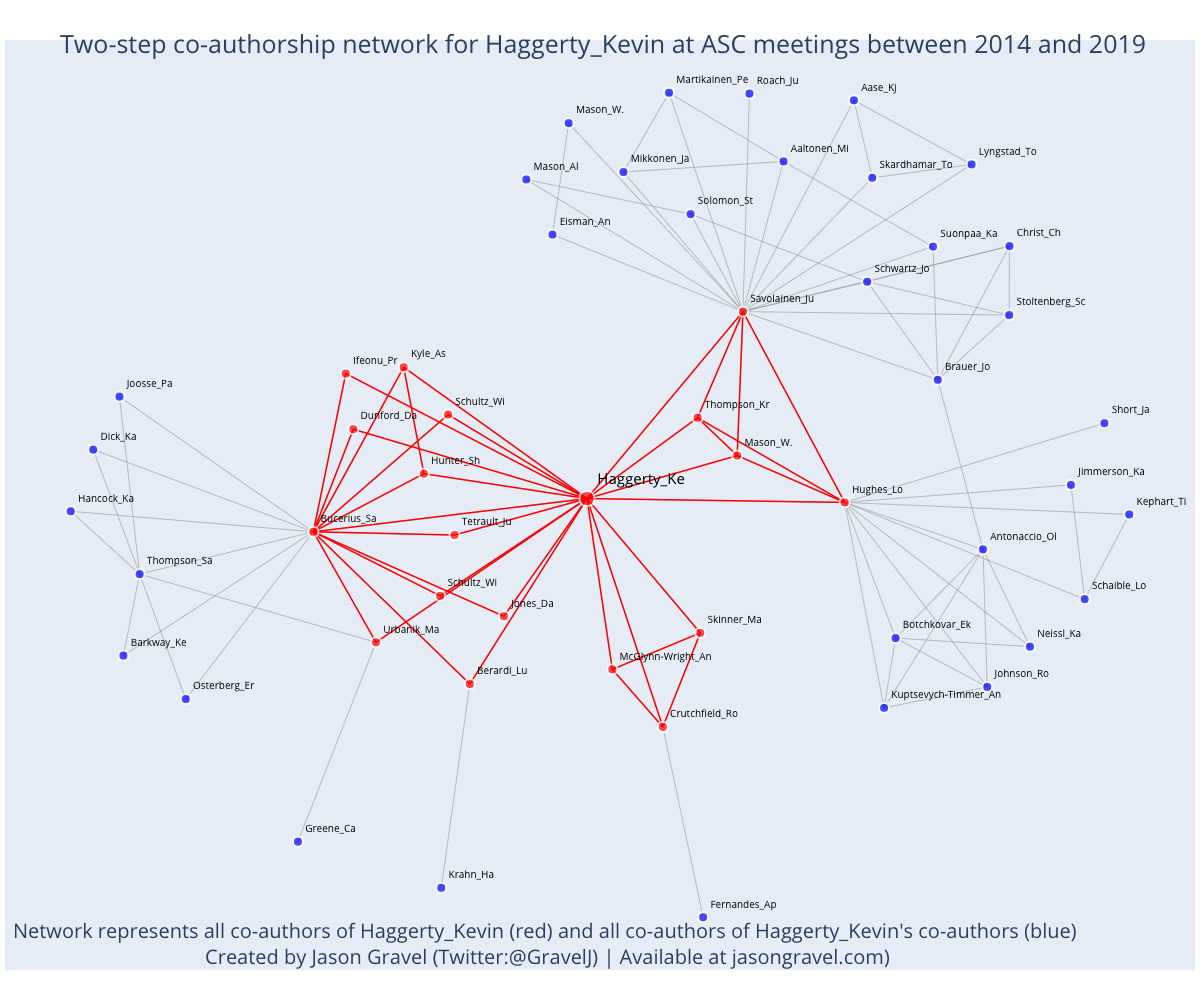 Two-step co-authorship network for Haggerty_Kevin at ASC meetings between 2014 and 2019
Martikainen_Pe
Roach_Ju
Aase_Kj
Mason_W.
Aaltonen_Mi
Lyngstad_To
Mikkonen_Ja
Skardhamar_To
Mason_Al
Solomon_St
Eisman_An
Suonpaa_Ka
Christ_Ch
Schwartz_Jo
Savolainen_Ju
Stoltenberg_Sc
Ifeonu_Pr
Kyle_As
Brauer_Jo
Joosse_Pa
Schultz_Wi
Thompson_Kr
Short_Ja
Dunford_Da
Dick_Ka
Mason_W.
Hunter_Sh
Jimmerson_Ka
Haggerty_Ke
Hughes_Lo
Hancock_Ka
Kephart_Ti
Bucerius_Sa
Tetrault_Ju
Antonaccio_Ol
Thompson_Sa
Schultz_Wi
Schaible_Lo
Jones_Da
Skinner_Ma
Botchkovar_Ek
Urbanik_Ma
Neissl_Ka
Barkway_Ke
McGlynn-Wright_An
Berardi_Lu
Johnson_Ro
Osterberg_Er
Kuptsevych-Timmer_An
Crutchfield_Ro
Greene_Ca
Krahn_Ha
Fernandes_Ap
Network represents all co-authors of Haggerty_Kevin (red) and all co-authors of Haggerty_Kevin's co-authors (blue)
Created by Jason Gravel (Twitter:@GravelJ) | Available at jasongravel.com)